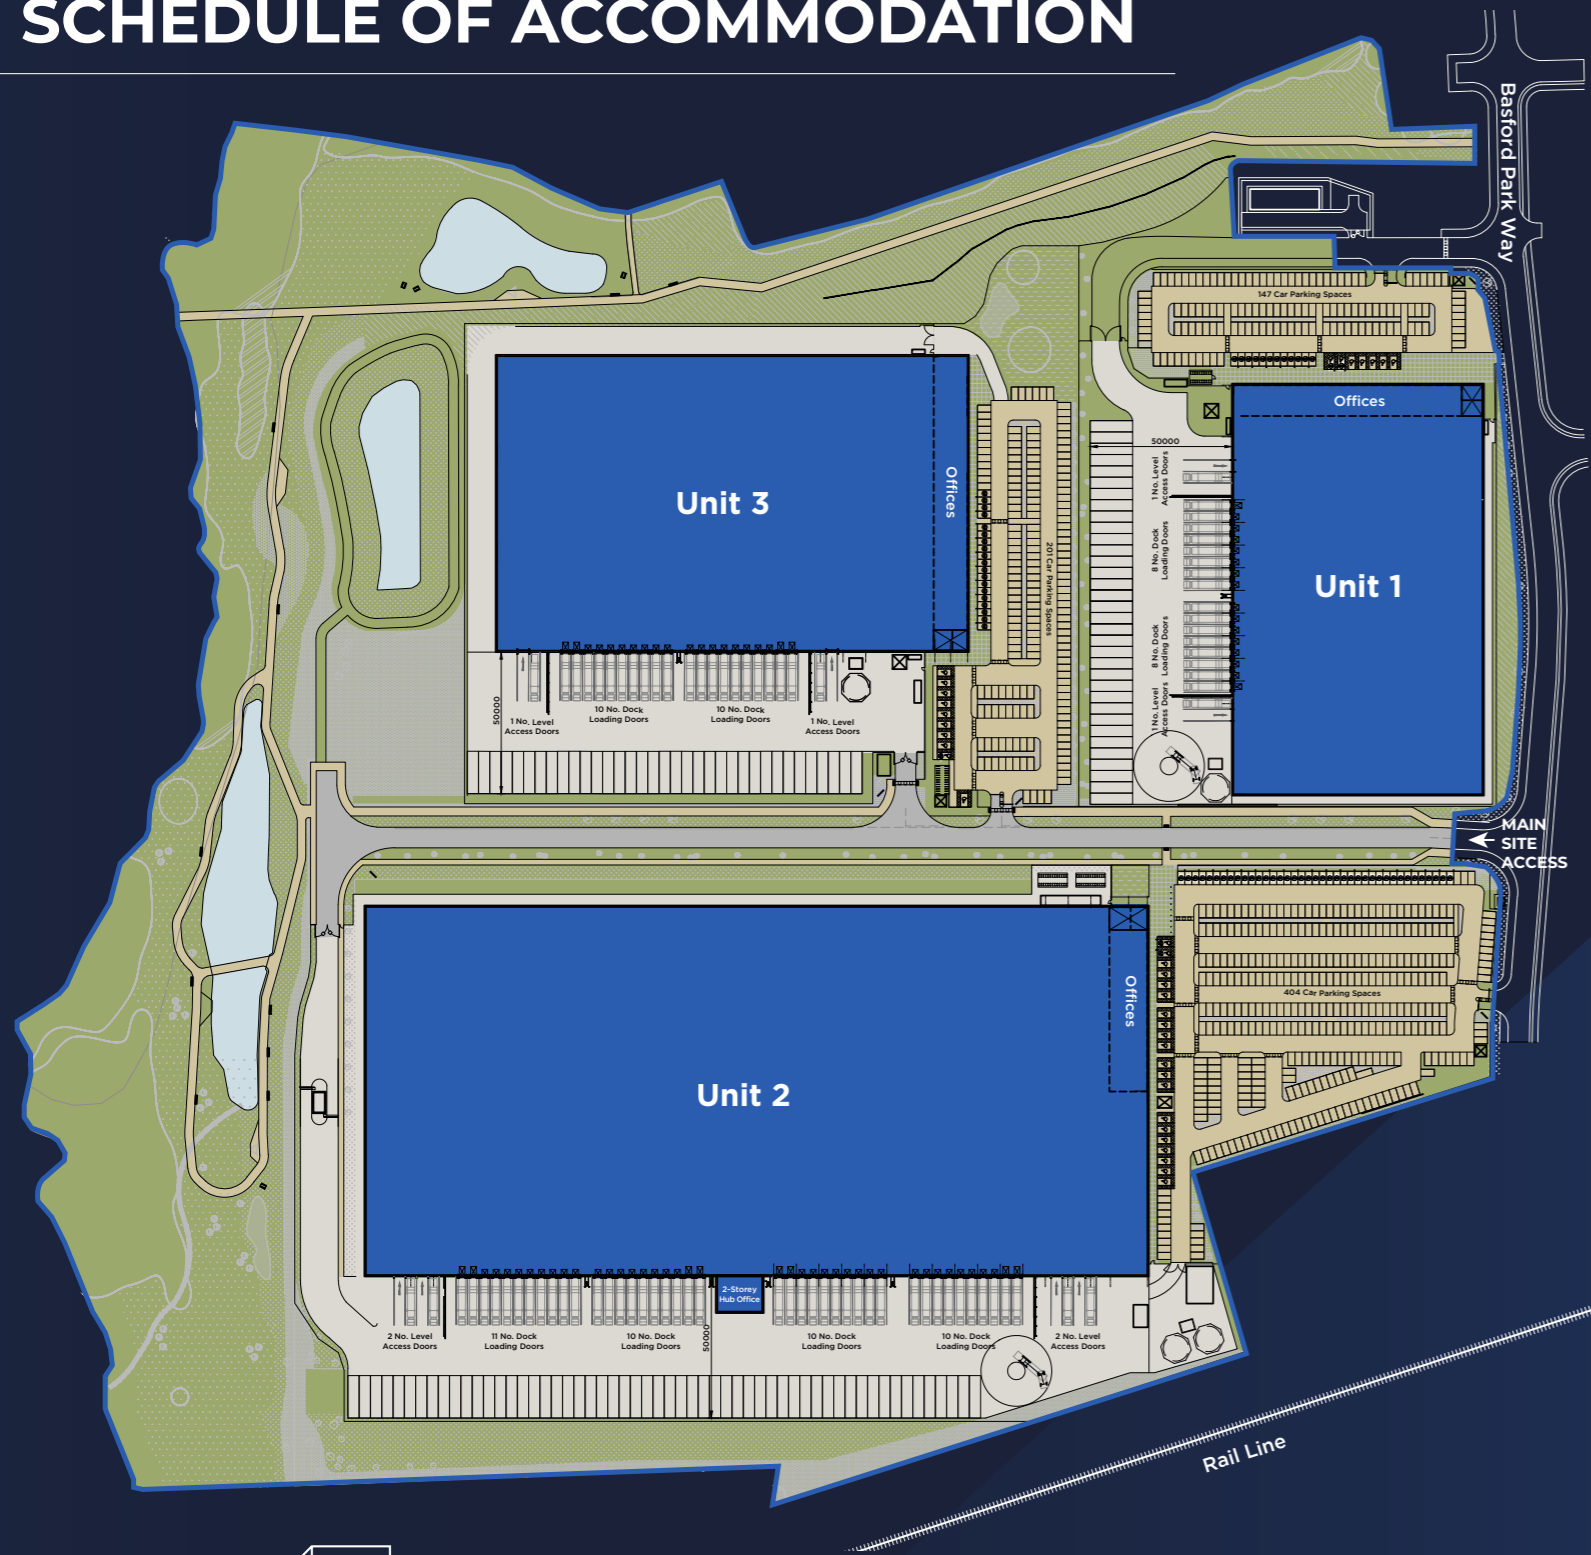 SCHEDULE OF ACCOMMODATION
Basford Park Way
147 Car Parking Spaces
Offices
50000
1 No. Level
Access Doors
8 No. Dock
Loading Doors
8 No. Dock
Loading Doors
1 No. Level
Access Doors
Unit 1
Unit 3
Offices
201 Car Parking Spaces
50000
1 No. Level
Access Doors
10 No. Dock
Loading Doors
10 No. Dock
Loading Doors
1 No. Level
Access Doors
MAIN
SITE
ACCESS
Offices
404 Car Parking Spaces
Unit 2
2-Storey
Hub Office
2 No. Level
Access Doors
11 No. Dock
Loading Doors
10 No. Dock
Loading Doors
50000
10 No. Dock
Loading Doors
10 No. Dock
Loading Doors
2 No. Level
Access Doors
Rail Line